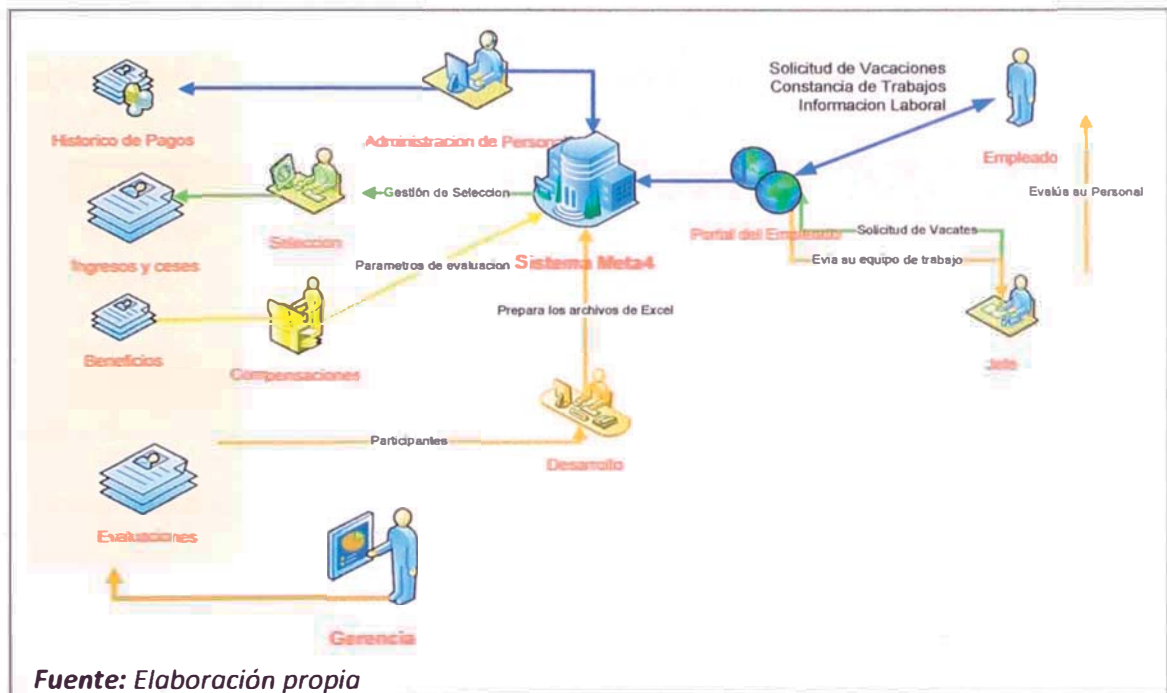 Solicitud de Vacaciones
Constancia de Trabajos
Informacion Laboral
Historico de Pagos
Administracion de
Empleado
Gestión de Seleccion
Evalúa su Personal
Seleccion
Portal del
Solicitud de Vacates
Ingresos y ceses
Parametros de evaluacion
Sistema Meta4
Evia su equipo de trabajo
Prepara los archivos de Excel
Beneficios
Compensaciones
Jefe
Participantes
Desarrollo
Evaluaciones
Gerencia
Fuente: Elaboración propia